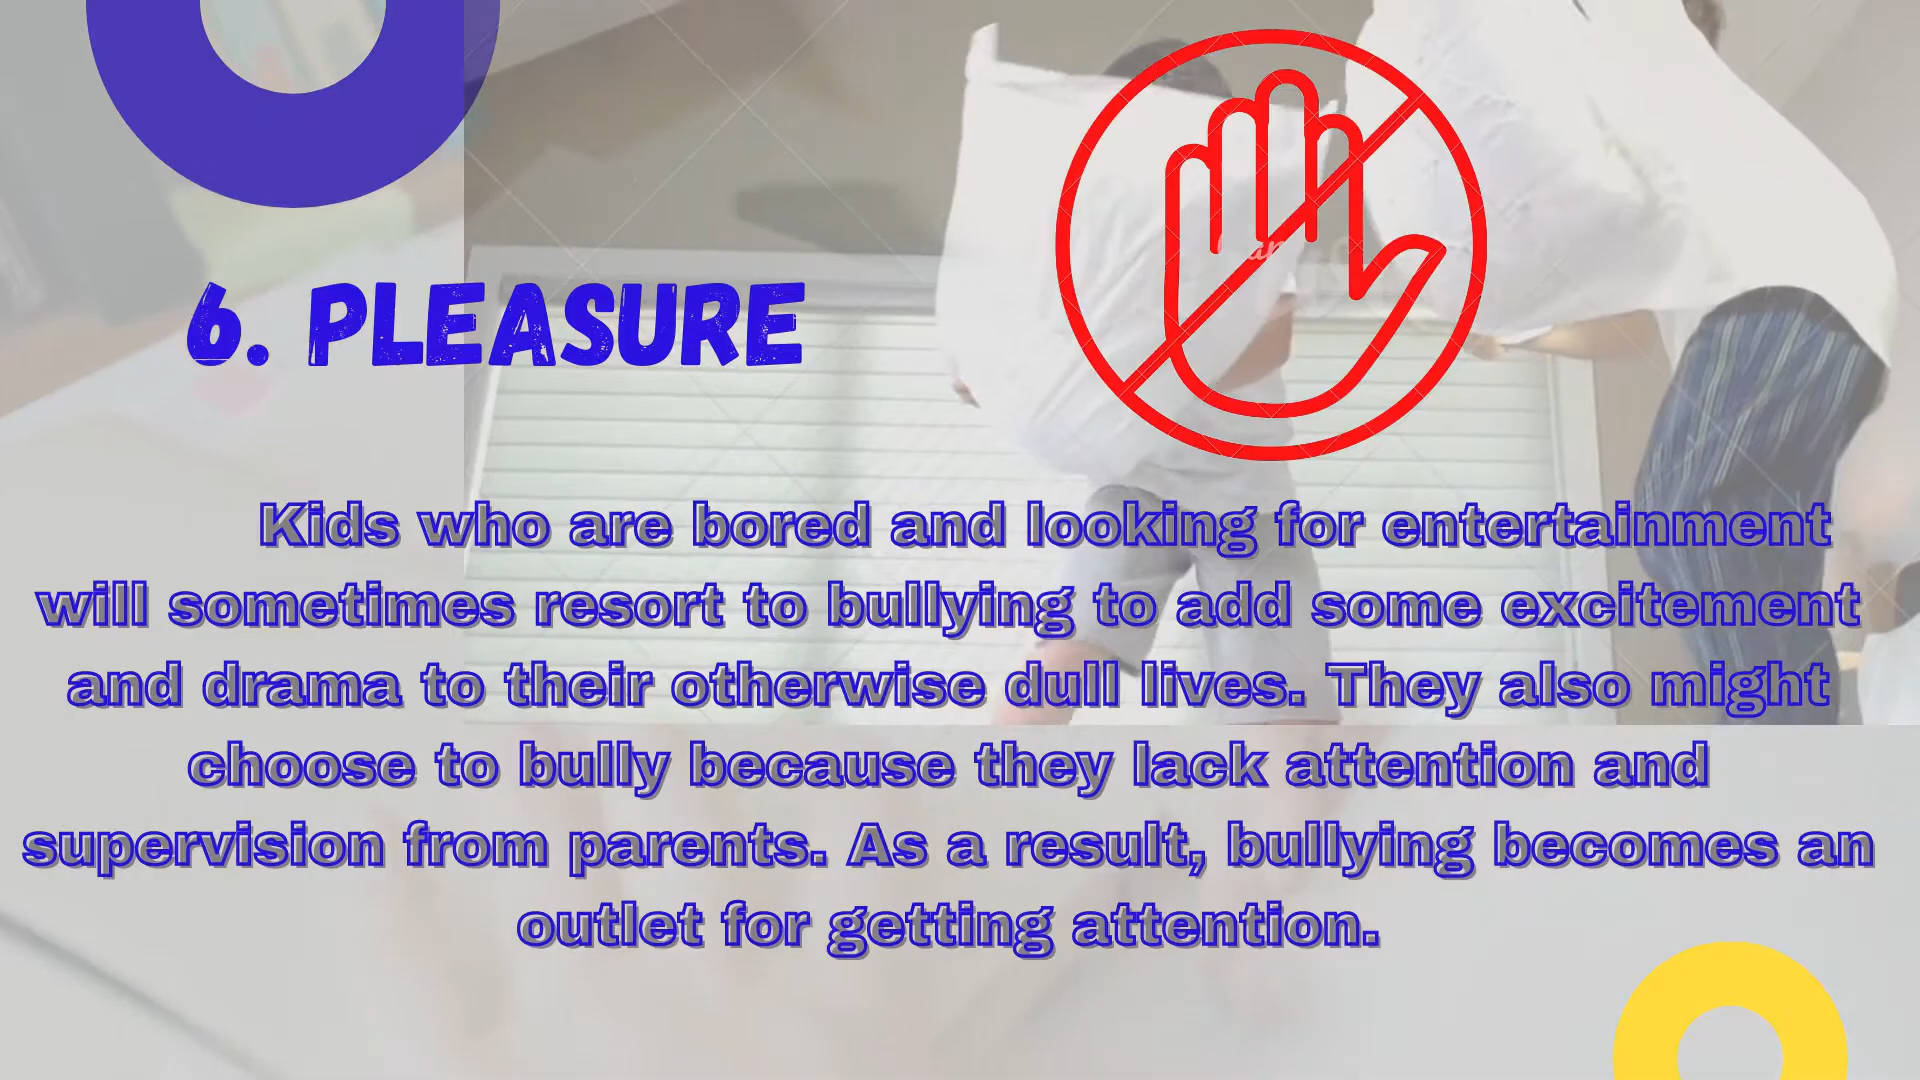 6. PLEASURE
Kids who are bored and looking for entertainment
will sometimes resort to bullying to add some excitement
and drama to their otherwise dull lives. They also might
choose to bully because they lack attention and
supervision from parents. As a result, bullying becomes an
outlet for getting attention.